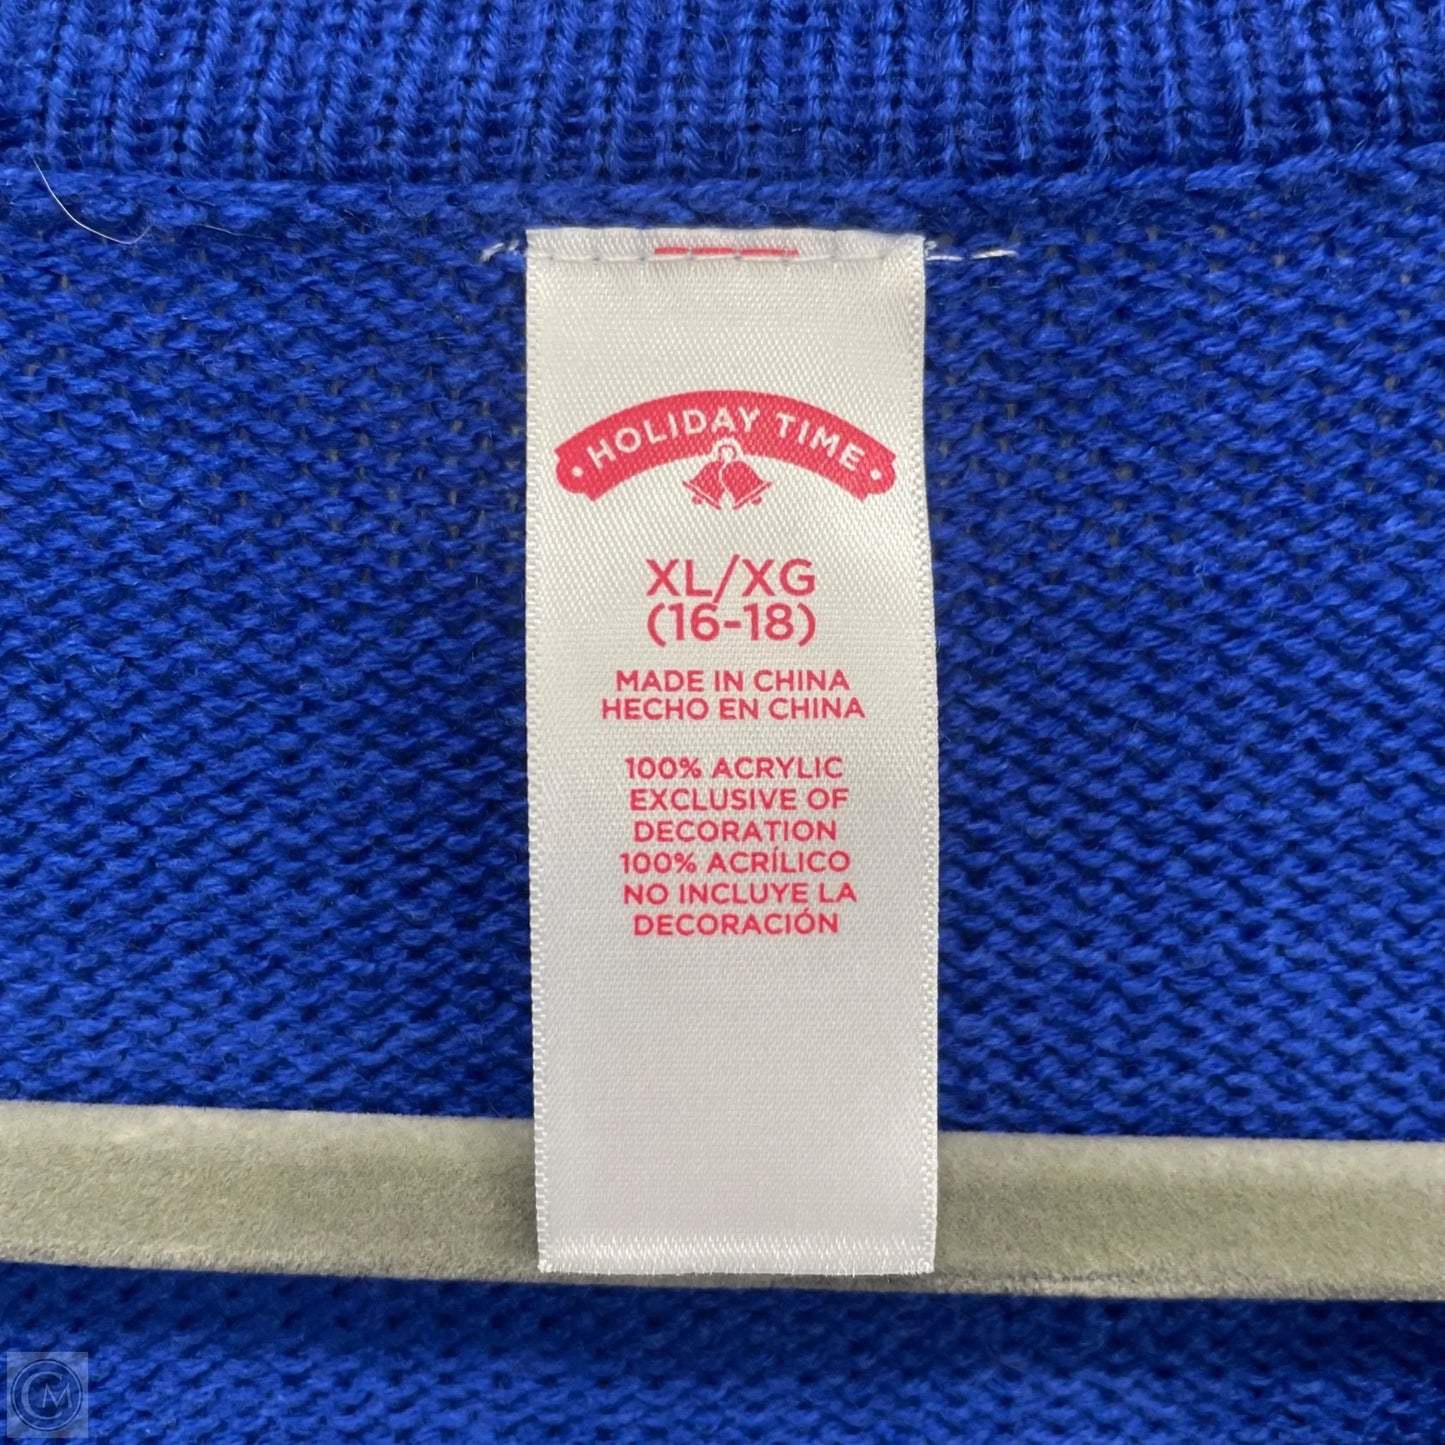 • HOLIDAY TIME •
XL/XG
(16-18)
MADE IN CHINA
HECHO EN CHINA
100% ACRYLIC
EXCLUSIVE OF
DECORATION
100% ACRÍLICO
NO INCLUYE LA
DECORACIÓN
CM